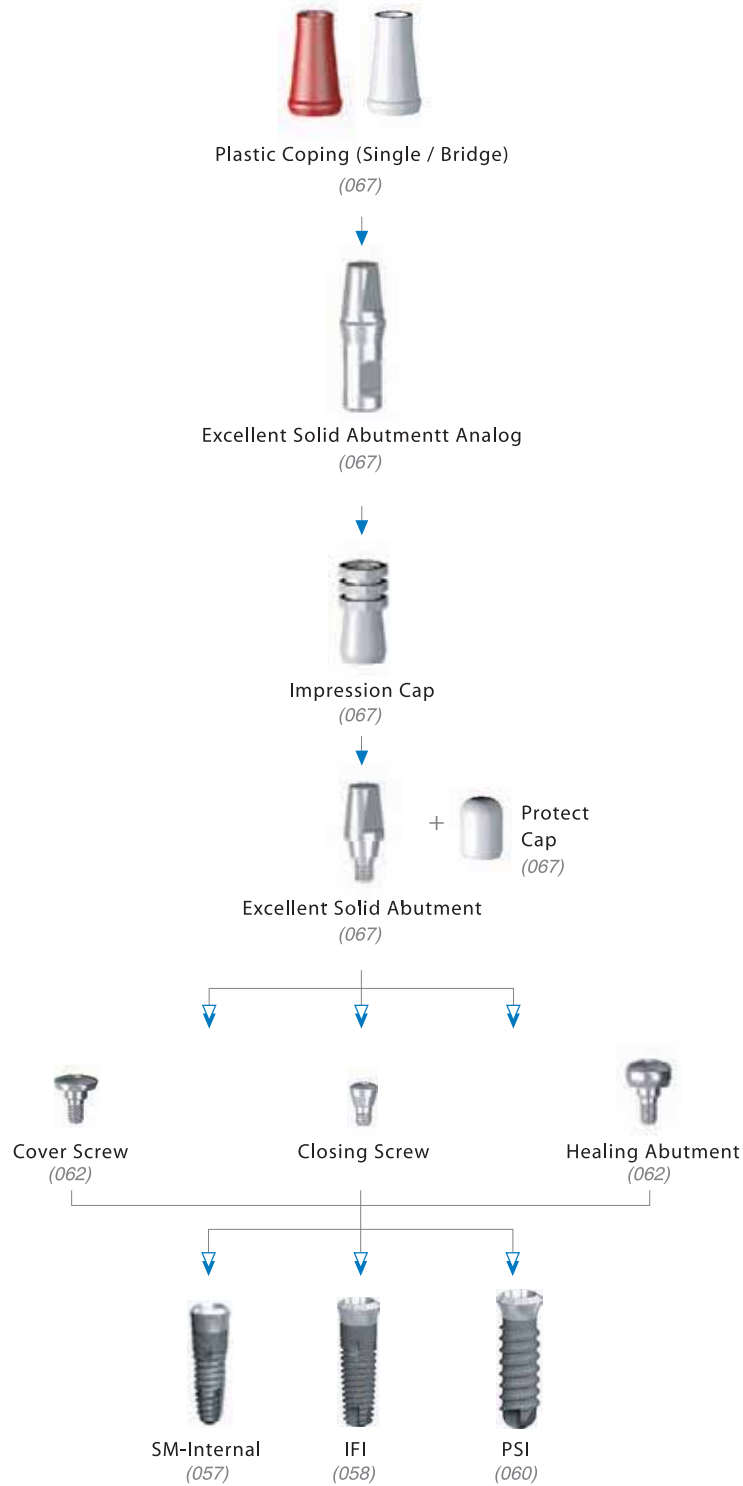 Plastic Coping (Single / Bridge)
(067)
Excellent Solid Abutmentt Analog
(067)
Impression Cap
(067)
+
Protect
Cap
(067)
Excellent Solid Abutment
(067)
Cover Screw
(062)
Closing Screw
Healing Abutment
(062)
SM-Internal
(057)
IFI
(058)
PSI
(060)